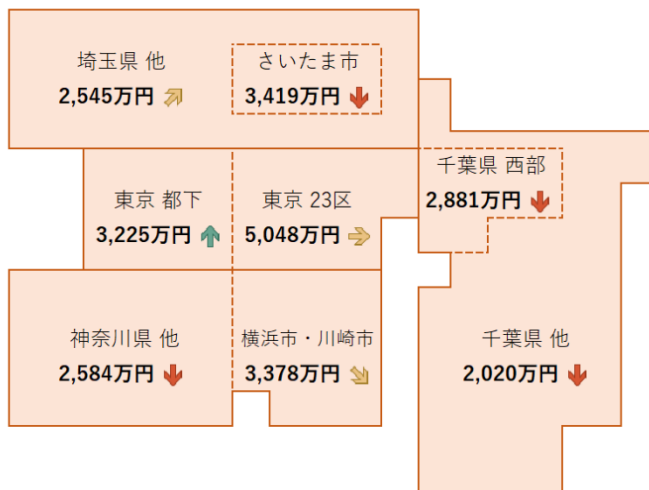 埼玉県 他
2,545万円
さいたま市
3,419万円
千葉県 西部
2,881万円
東京 都下
3,225万円
東京 23区
5,048万円
神奈川県 他
2,584万円
横浜市・川崎市
3,378万円
千葉県 他
2,020万円